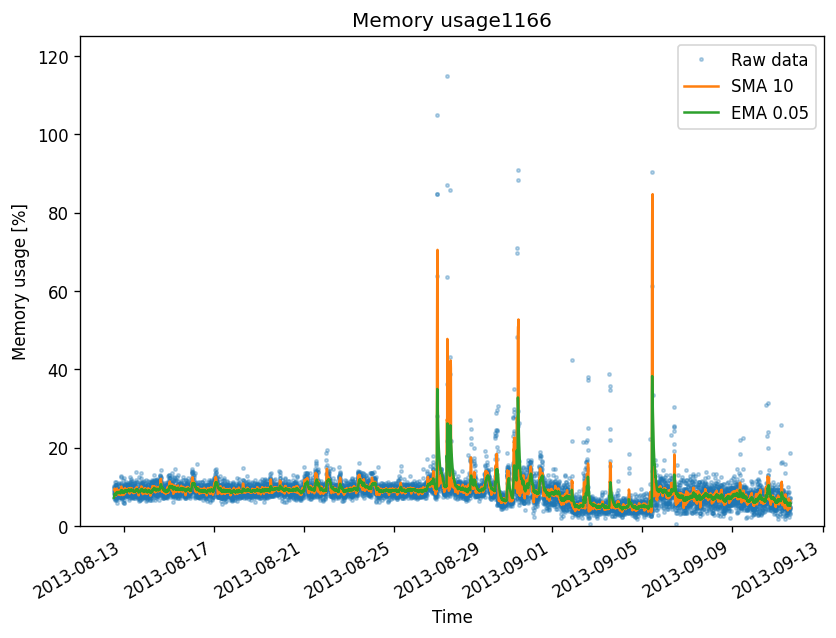 Memory usage1166
Raw data
SMA 10
EMA 0.05
Memory usage [%]
120
100
80
60
40
20
0
2013-08-13
2013-08-17
2013-08-21
2013-08-25
2013-08-29
2013-09-01
2013-09-05
2013-09-09
2013-09-13
Time